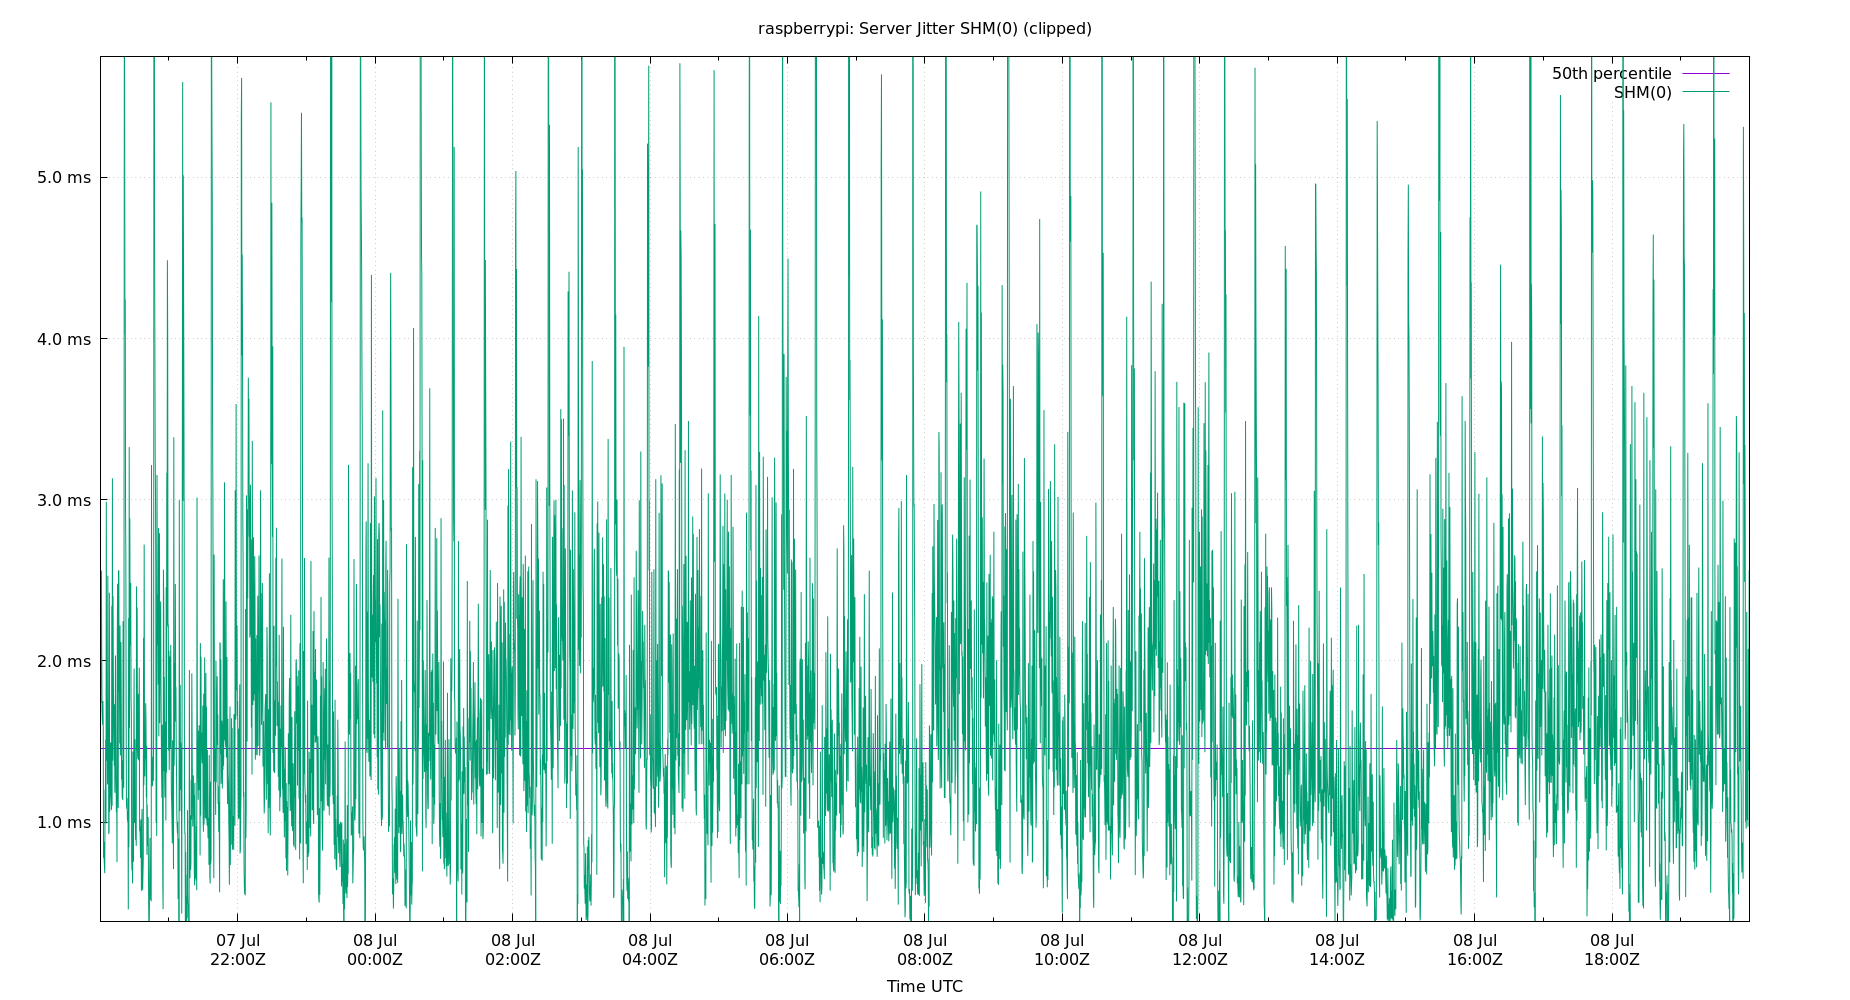 raspberrypi: Server Jitter SHM(0) (clipped)
50th percentile
SHM(0)
5.0 ms
4.0 ms
3.0 ms
2.0 ms
1.0 ms
07 Jul 08 Jul 08 Jul 08 Jul 08 Jul 08 Jul 08 Jul 08 Jul 08 Jul 08 Jul 08 Jul
22:00Z 00:00Z 02:00Z 04:00Z 06:00Z 08:00Z 10:00Z 12:00Z 14:00Z 16:00Z 18:00Z
Time UTC